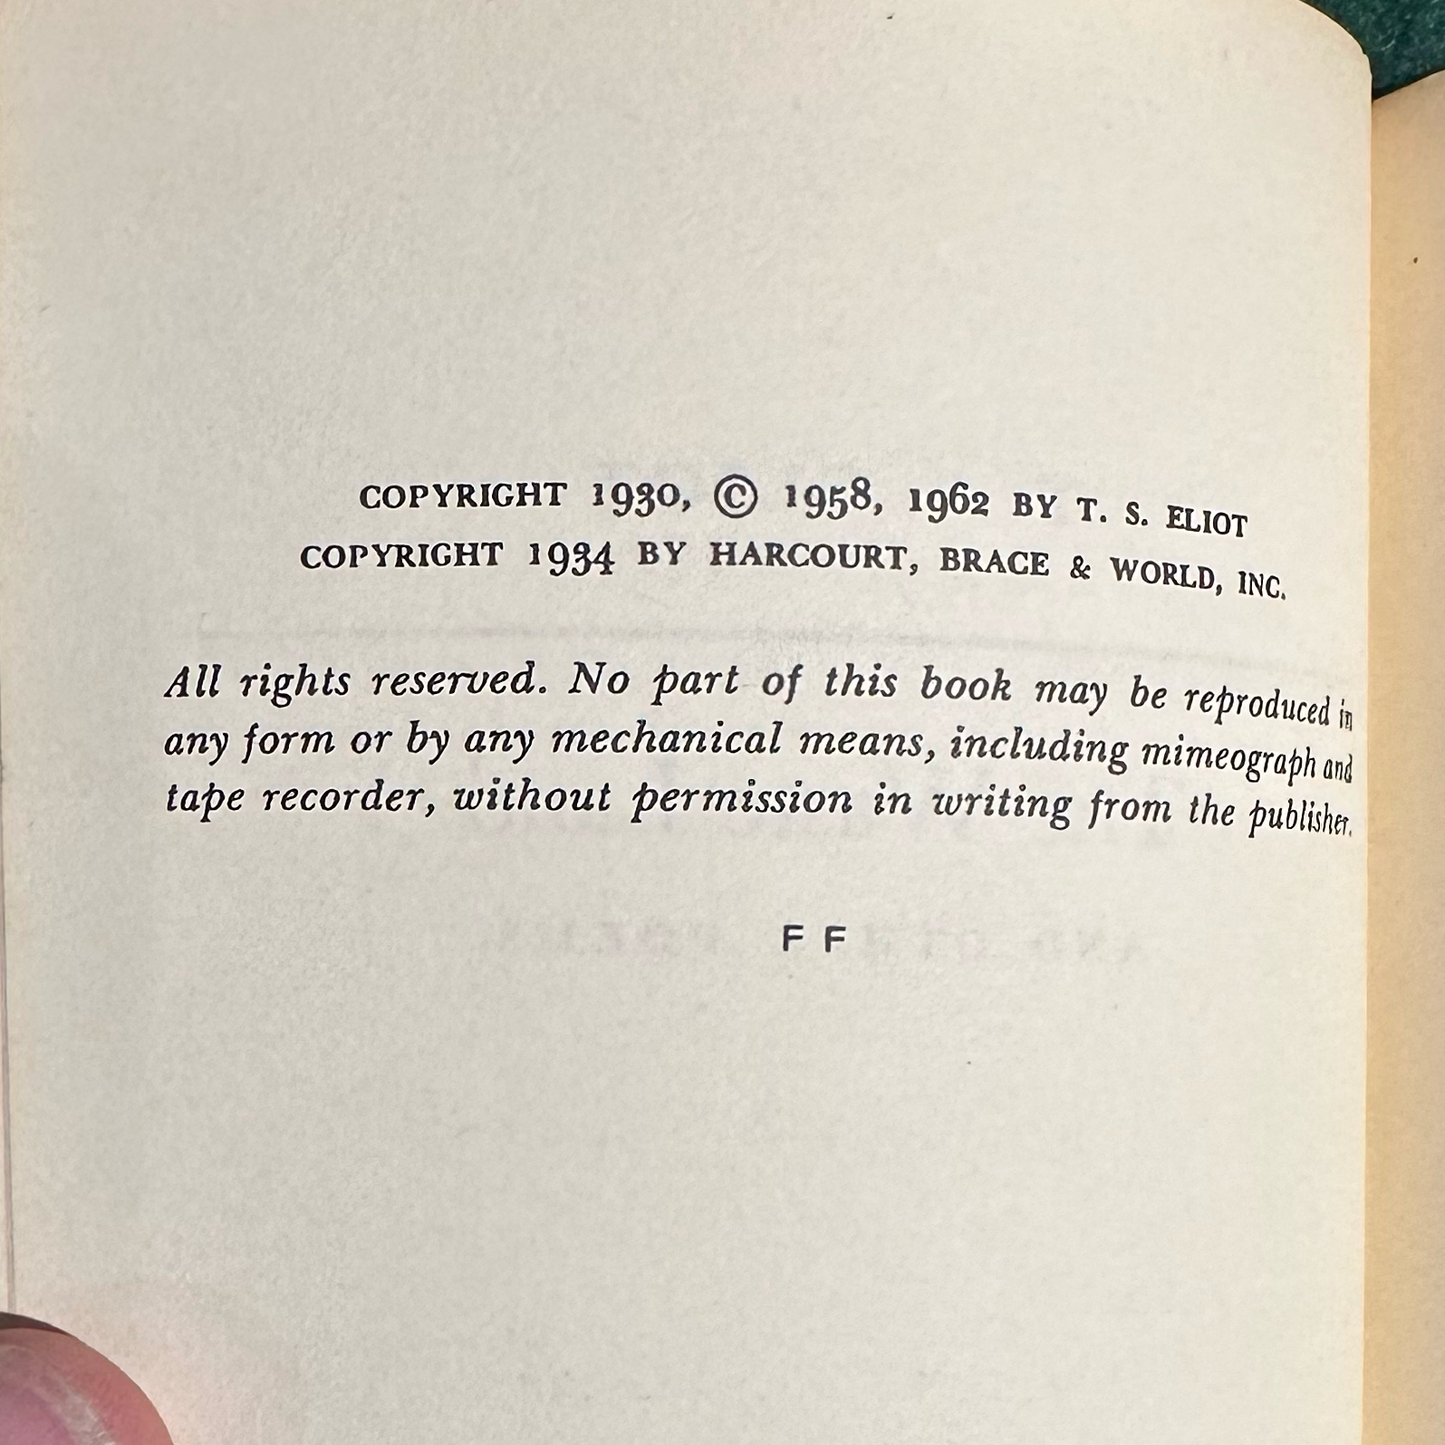 COPYRIGHT 1930, © 1958, 1962 BY T. S. ELIOT
COPYRIGHT 1934 BY HARCOURT, BRACE & WORLD, INC.
All rights reserved. No part of this book may be reproduced in
any form or by any mechanical means, including mimeograph and
tape recorder, without permission in writing from the publisher.
F F